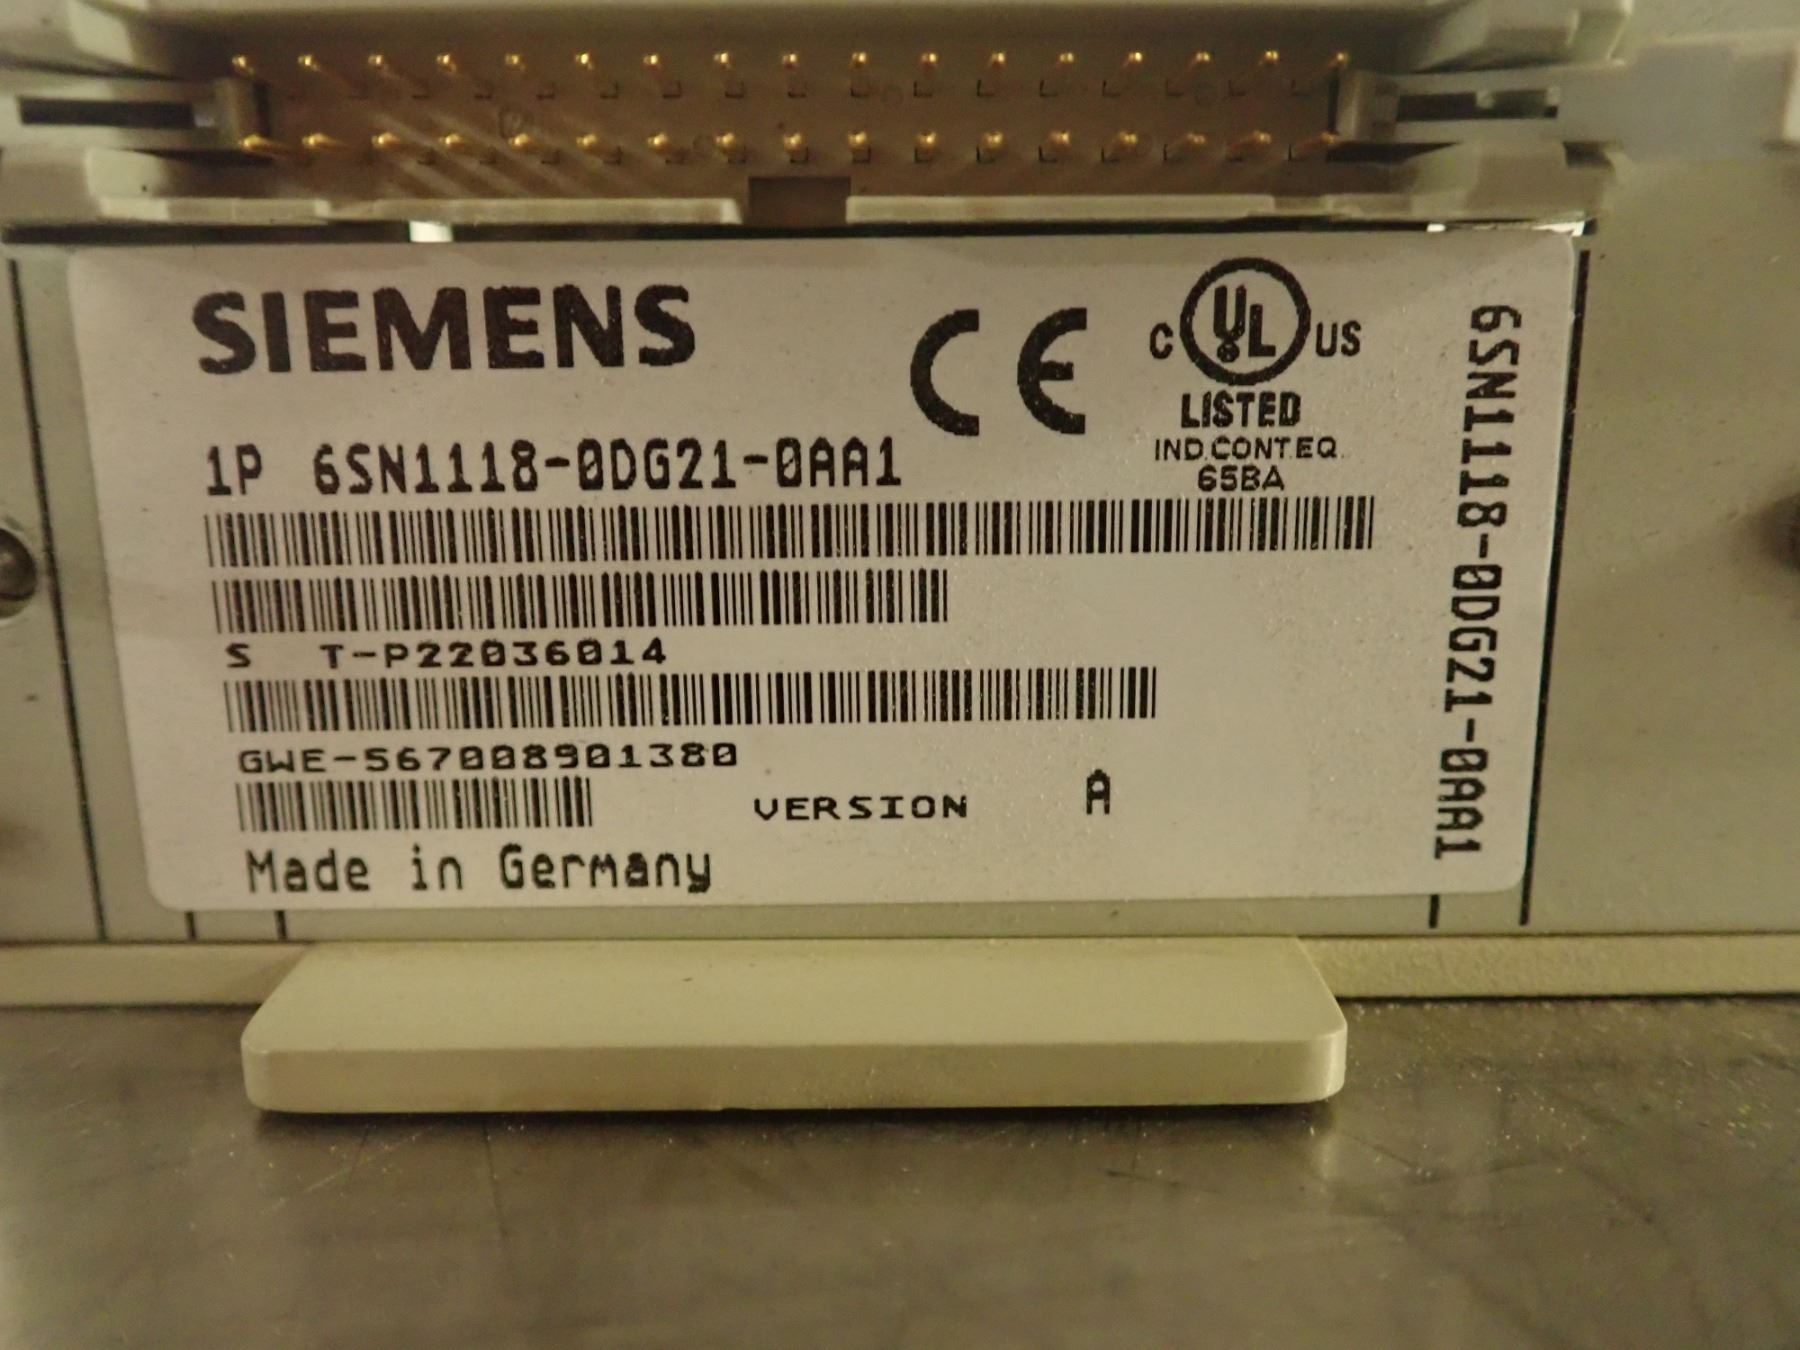 SIEMENS
CE
C UL US
LISTED
IND.CONT.EQ.
65BA
1P 6SN1118-0DG21-0AA1
S T-P22036014
GWE-567008901380
VERSION A
Made in Germany
6SN1118-0DG21-0AA1